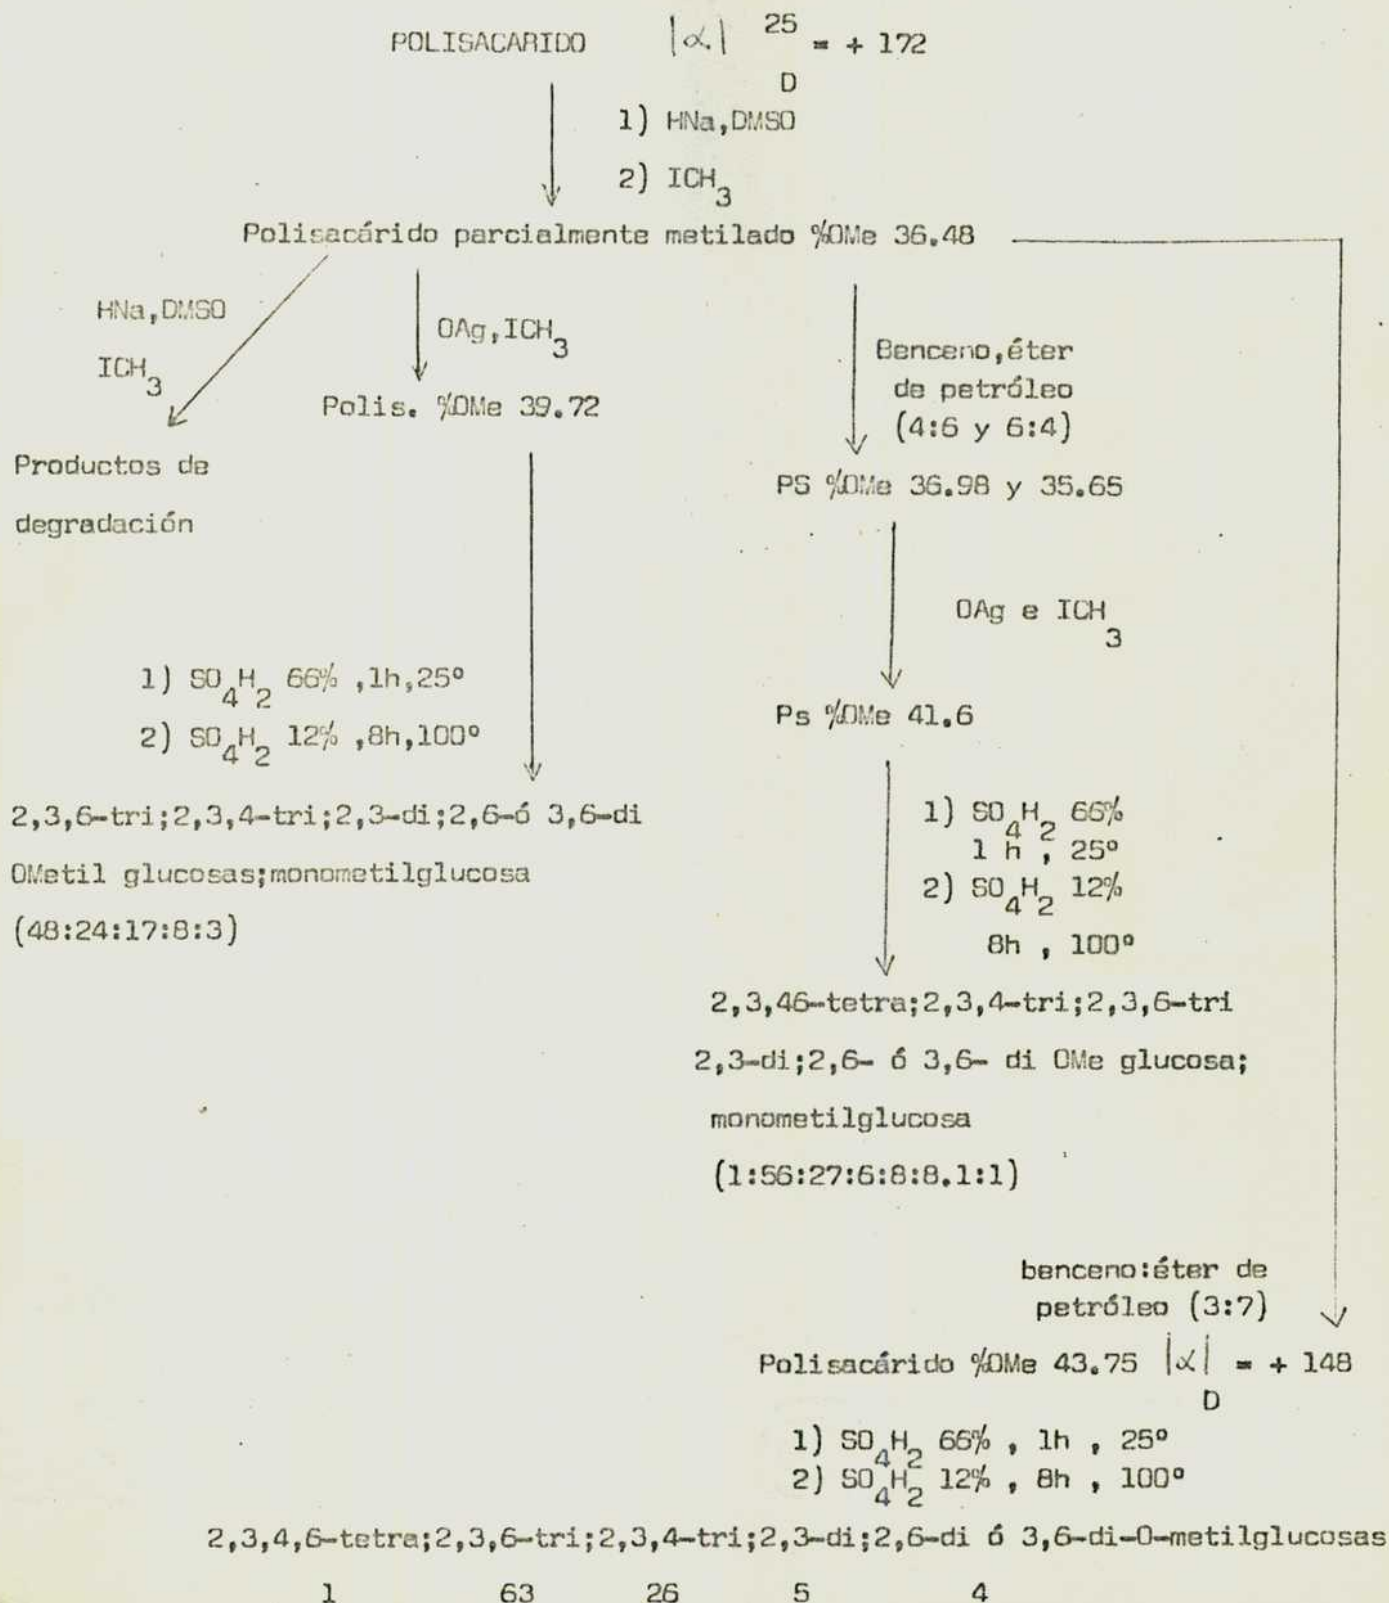 POLISACARIDO |α| 25 D = + 172
1) HNa,DMSO
2) ICH3
Polisacárido parcialmente metilado %OMe 36.48
HNa,DMSO
ICH3
OAg,ICH3
Benceno,éter
de petróleo
(4:6 y 6:4)
Polis. %OMe 39.72
Productos de
degradación
PS %OMe 36.98 y 35.65
OAg e ICH3
1) SO4H2 66% ,1h,25º
2) SO4H2 12% ,8h,100º
Ps %OMe 41.6
2,3,6-tri;2,3,4-tri;2,3-di;2,6-ó 3,6-di
OMetil glucosas;monometilglucosa
(48:24:17:8:3)
1) SO4H2 66%
1 h , 25º
2) SO4H2 12%
8h , 100º
2,3,46-tetra;2,3,4-tri;2,3,6-tri
2,3-di;2,6- ó 3,6- di OMe glucosa;
monometilglucosa
(1:56:27:6:8:8.1:1)
benceno:éter de
petróleo (3:7)
Polisacárido %OMe 43.75 |α| D = + 148
1) SO4H2 66% , 1h , 25º
2) SO4H2 12% , 8h , 100º
2,3,4,6-tetra;2,3,6-tri;2,3,4-tri;2,3-di;2,6-di ó 3,6-di-O-metilglucosas
1 63 26 5 4